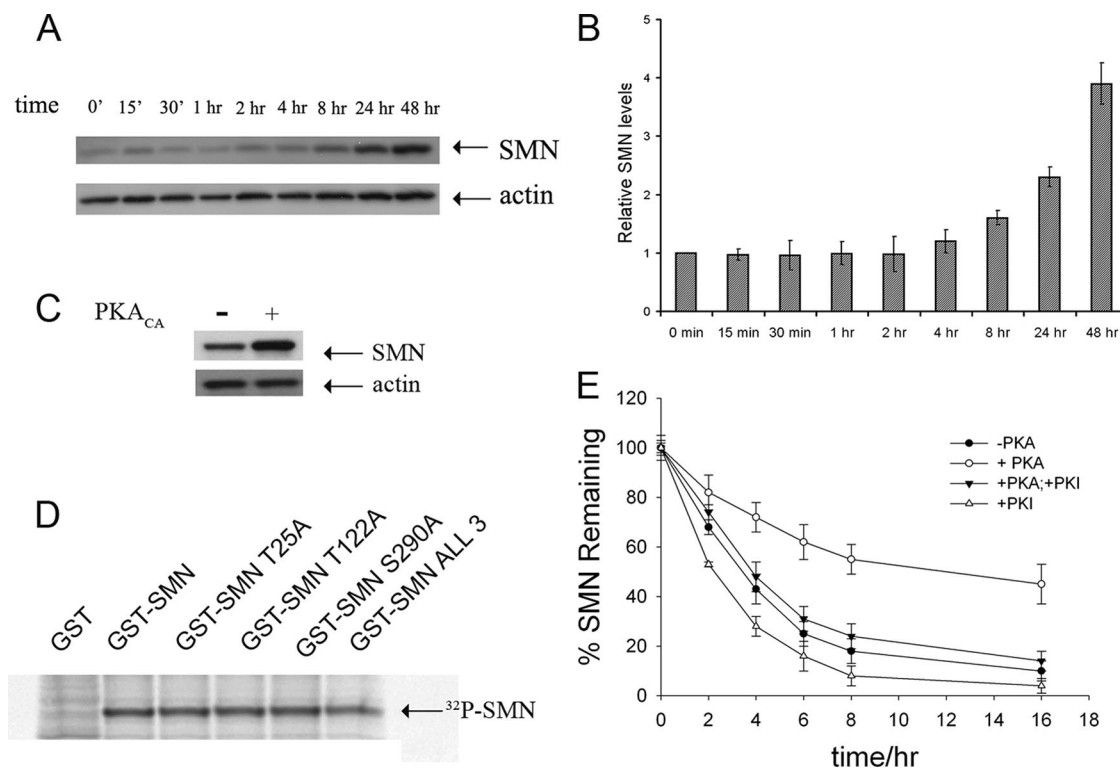 A
time 0' 15' 30' 1 hr 2 hr 4 hr 8 hr 24 hr 48 hr
SMN
actin
B
Relative SMN levels
5
4
3
2
1
0
0 min 15 min 30 min 1 hr 2 hr 4 hr 8 hr 24 hr 48 hr
C
PKA_CA - +
SMN
actin
D
GST GST-SMN GST-SMN T25A GST-SMN T122A GST-SMN S290A GST-SMN ALL 3
³²P-SMN
E
% SMN Remaining
120
100
80
60
40
20
0
-PKA
+ PKA
+PKA;+PKI
+PKI
0 2 4 6 8 10 12 14 16 18
time/hr